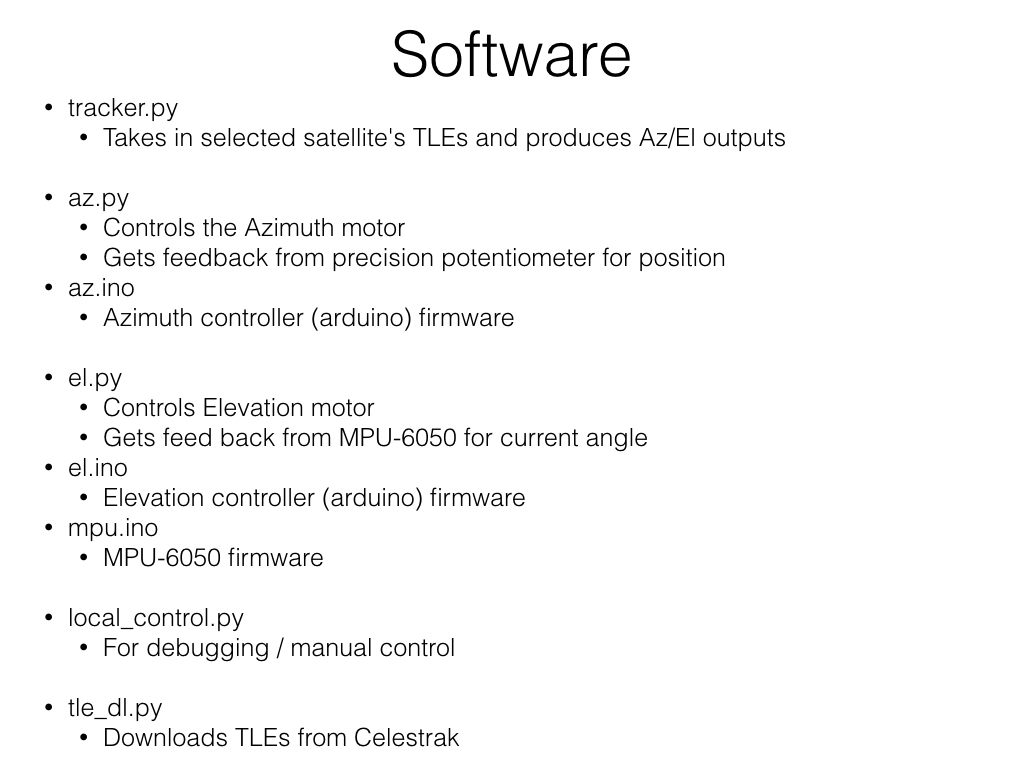 Software
• tracker.py
• Takes in selected satellite's TLEs and produces Az/El outputs
• az.py
• Controls the Azimuth motor
• Gets feedback from precision potentiometer for position
• az.ino
• Azimuth controller (arduino) firmware
• el.py
• Controls Elevation motor
• Gets feed back from MPU-6050 for current angle
• el.ino
• Elevation controller (arduino) firmware
• mpu.ino
• MPU-6050 firmware
• local_control.py
• For debugging / manual control
• tle_dl.py
• Downloads TLEs from Celestrak